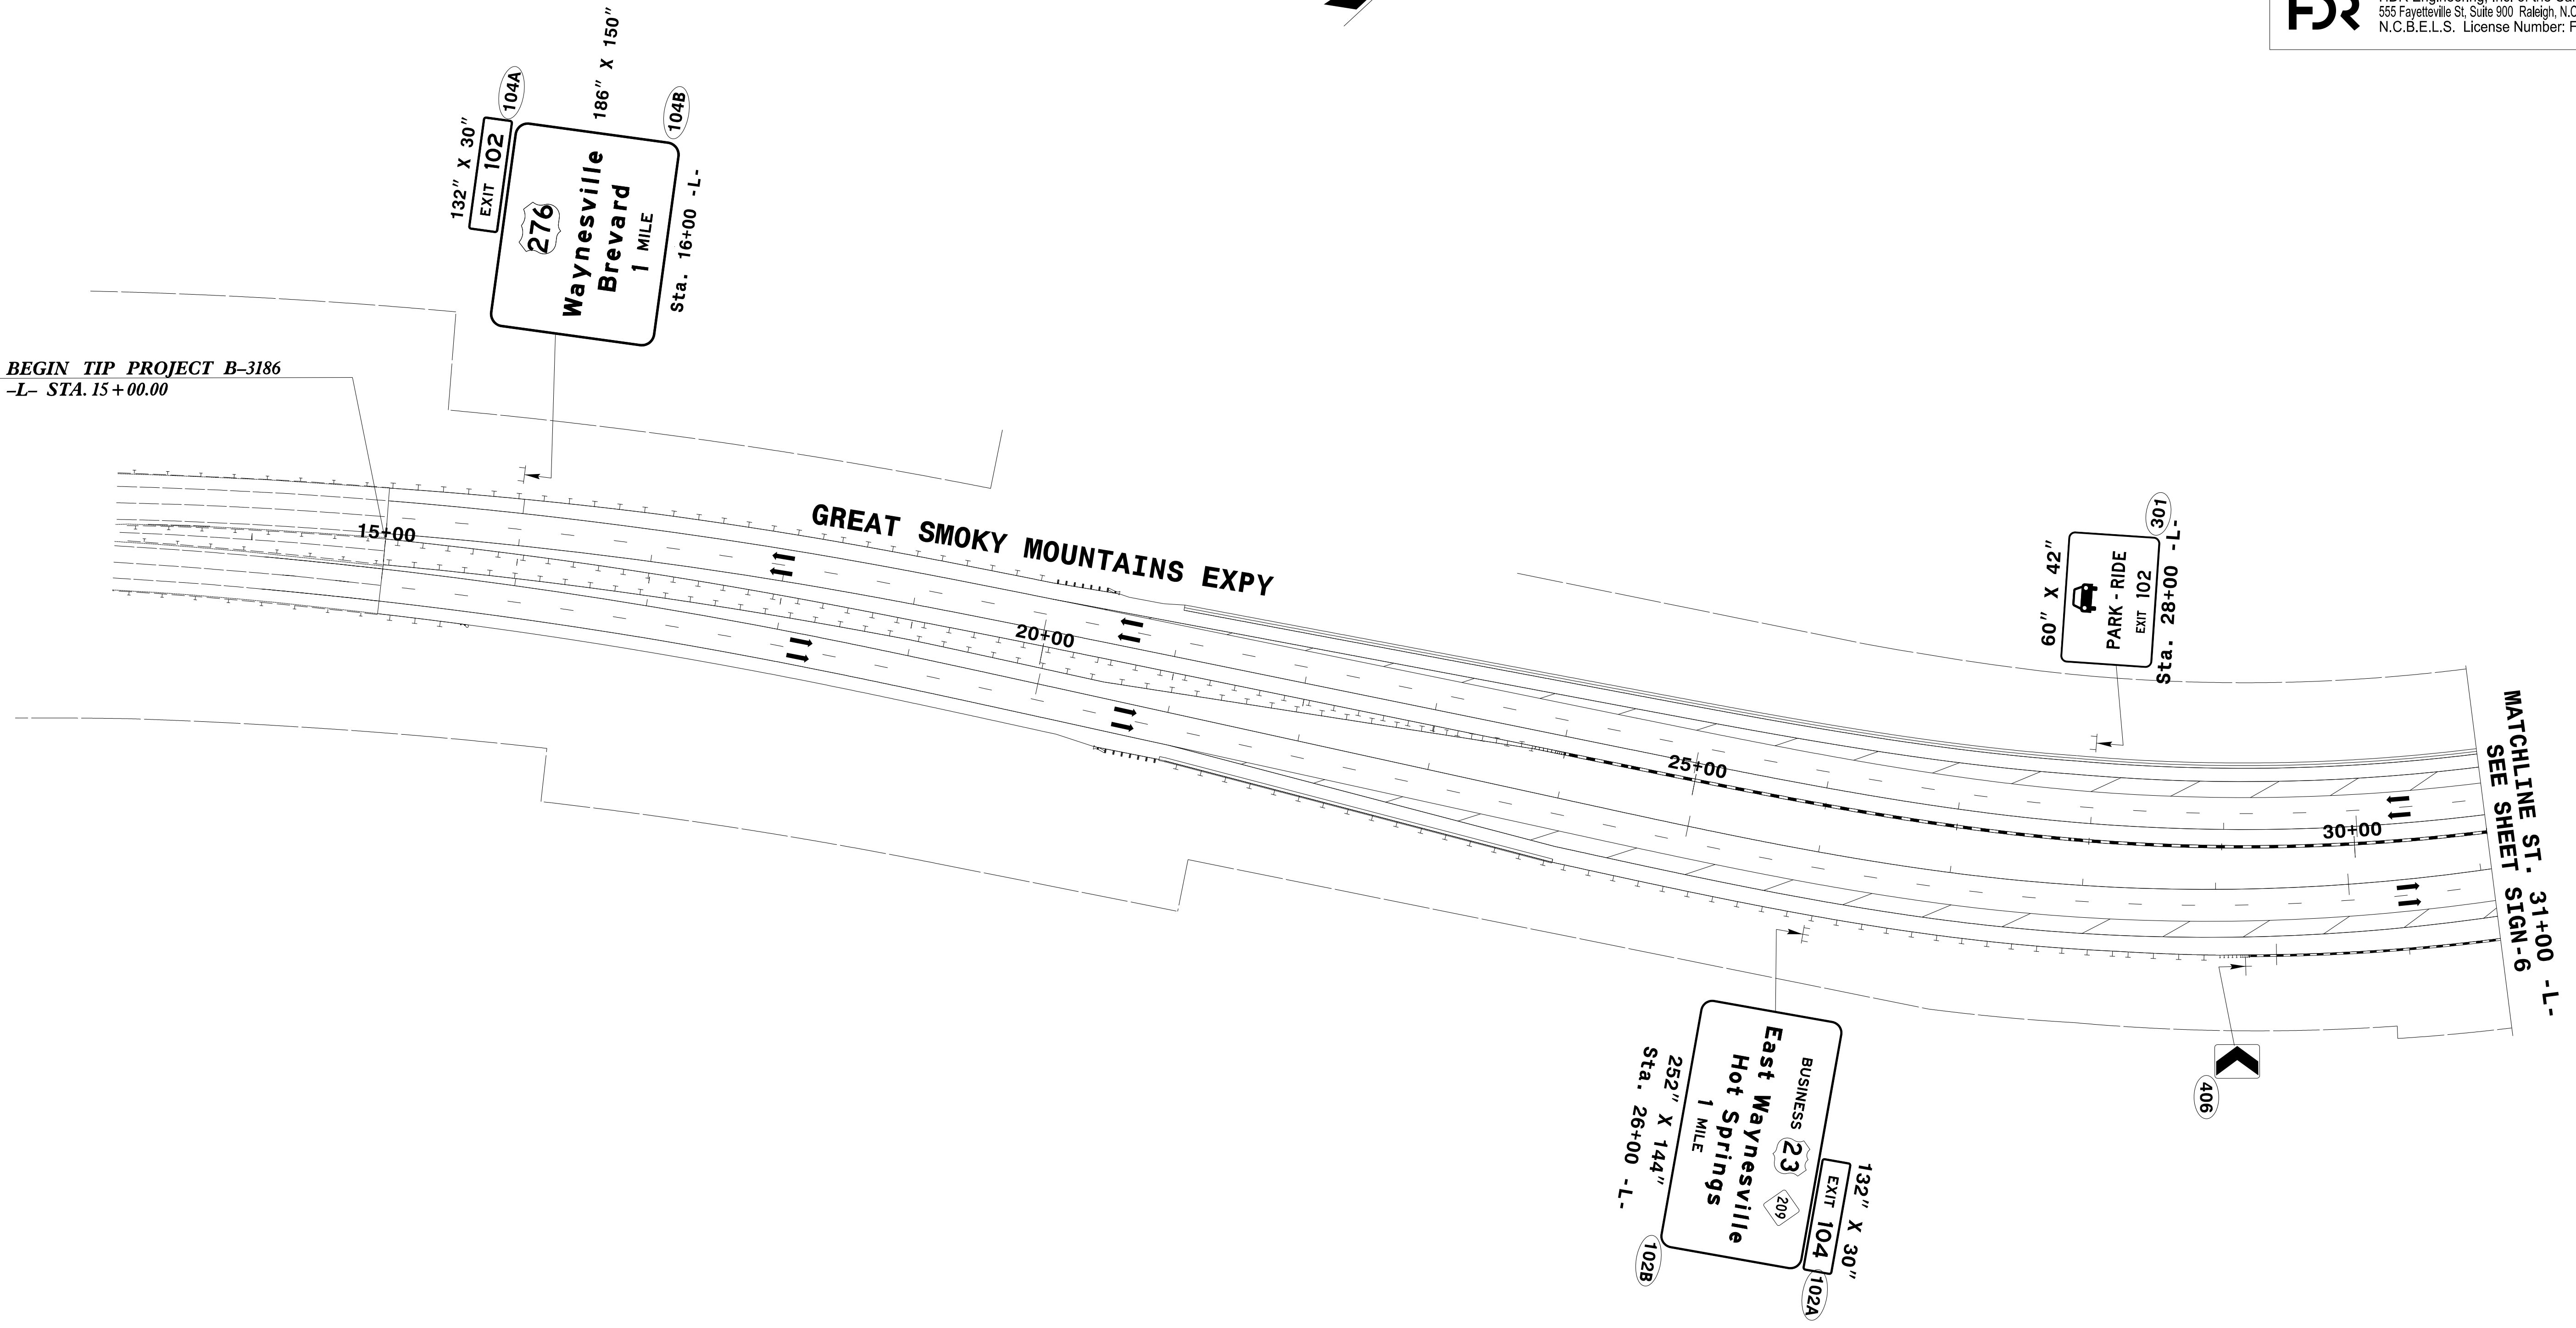 555 Fayetteville St, Suite 900 Raleigh, N.C
N.C.B.E.L.S. License Number: F
186" X 150"
104A
104B
132" X 30"
EXIT 102
276
Waynesville
Brevard
1 MILE
Sta. 16+00 -L-
BEGIN TIP PROJECT B-3186
-L- STA. 15+00.00
15+00
GREAT SMOKY MOUNTAINS EXPY
20+00
25+00
30+00
301
60" X 42"
PARK - RIDE
EXIT 102
Sta. 28+00 -L-
MATCHLINE ST. 31+00 -L-
SEE SHEET SIGN-6
406
132" X 30"
EXIT 104
102A
BUSINESS 23 209
East Waynesville
Hot Springs
1 MILE
252" X 144"
Sta. 26+00 -L-
102B